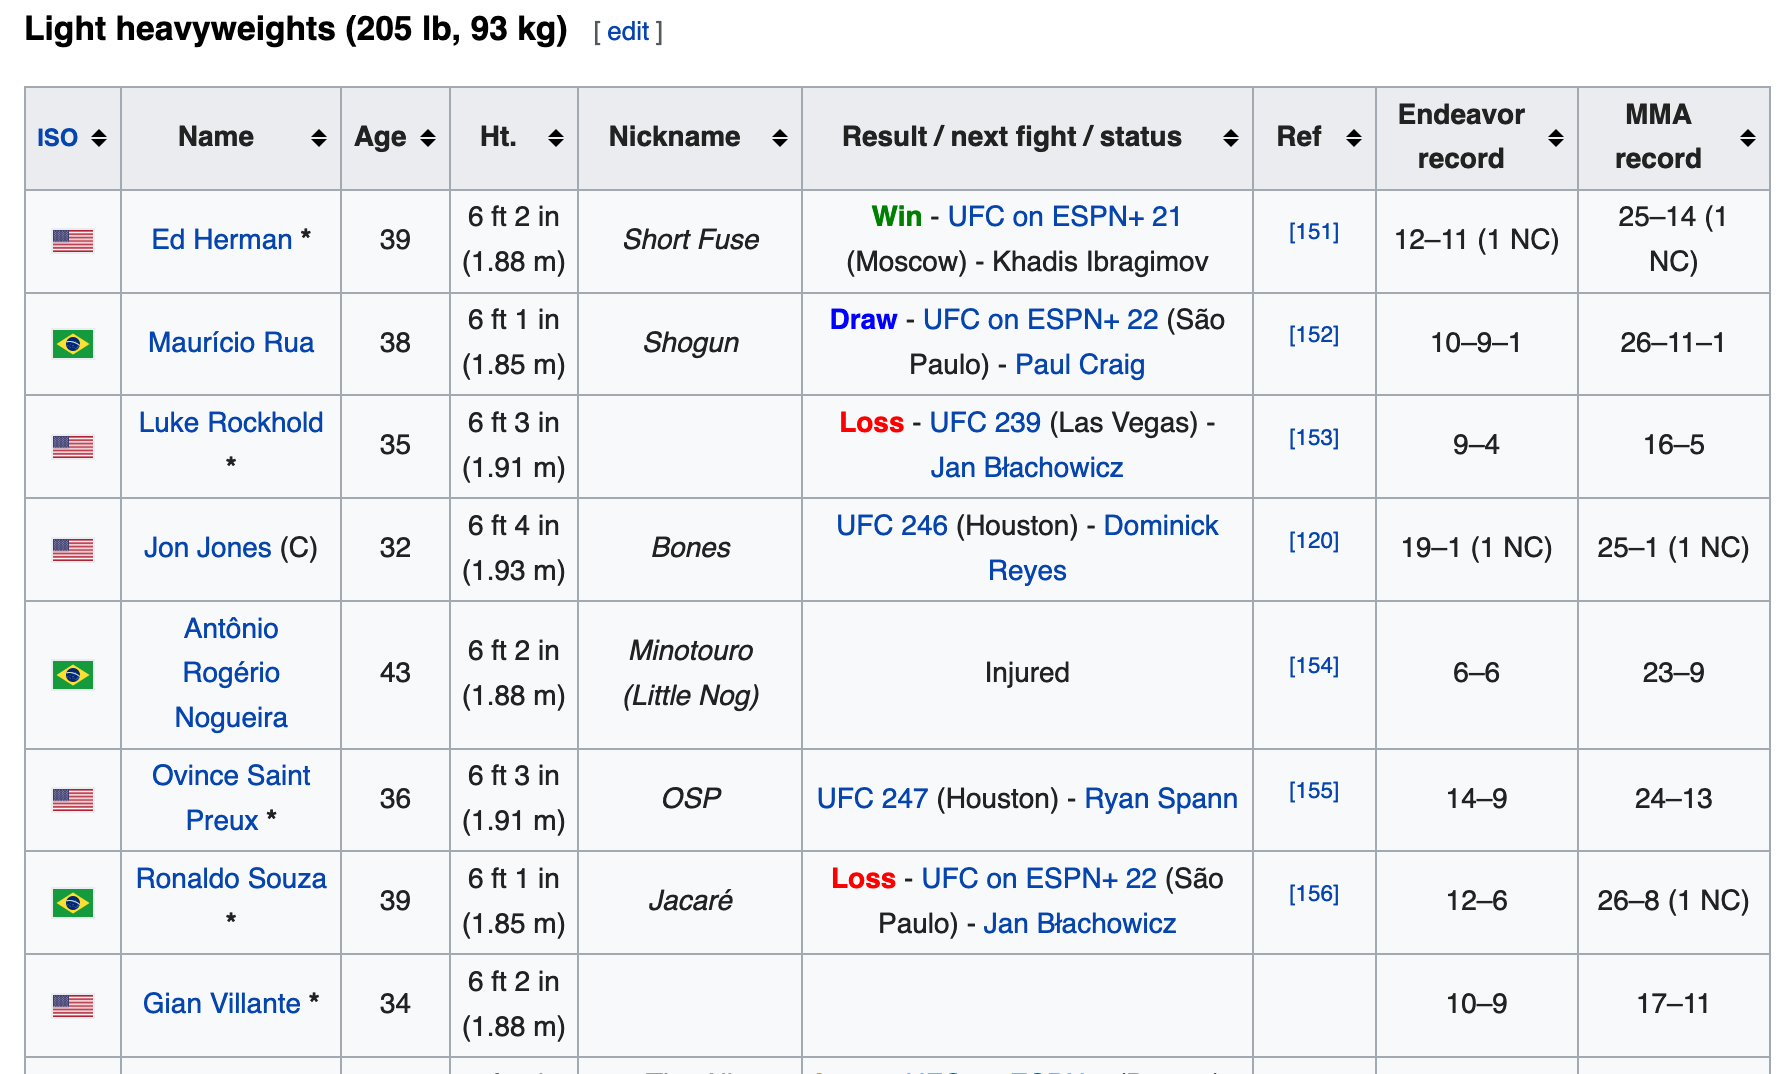 Light heavyweights (205 lb, 93 kg) [ edit ]
ISO Name Age Ht. Nickname Result / next fight / status Ref Endeavor record MMA record
Ed Herman * 39 6 ft 2 in (1.88 m) Short Fuse Win - UFC on ESPN+ 21 (Moscow) - Khadis Ibragimov [151] 12–11 (1 NC) 25–14 (1 NC)
Maurício Rua 38 6 ft 1 in (1.85 m) Shogun Draw - UFC on ESPN+ 22 (São Paulo) - Paul Craig [152] 10–9–1 26–11–1
Luke Rockhold * 35 6 ft 3 in (1.91 m) Loss - UFC 239 (Las Vegas) - Jan Błachowicz [153] 9–4 16–5
Jon Jones (C) 32 6 ft 4 in (1.93 m) Bones UFC 246 (Houston) - Dominick Reyes [120] 19–1 (1 NC) 25–1 (1 NC)
Antônio Rogério Nogueira 43 6 ft 2 in (1.88 m) Minotouro (Little Nog) Injured [154] 6–6 23–9
Ovince Saint Preux * 36 6 ft 3 in (1.91 m) OSP UFC 247 (Houston) - Ryan Spann [155] 14–9 24–13
Ronaldo Souza * 39 6 ft 1 in (1.85 m) Jacaré Loss - UFC on ESPN+ 22 (São Paulo) - Jan Błachowicz [156] 12–6 26–8 (1 NC)
Gian Villante * 34 6 ft 2 in (1.88 m) 10–9 17–11